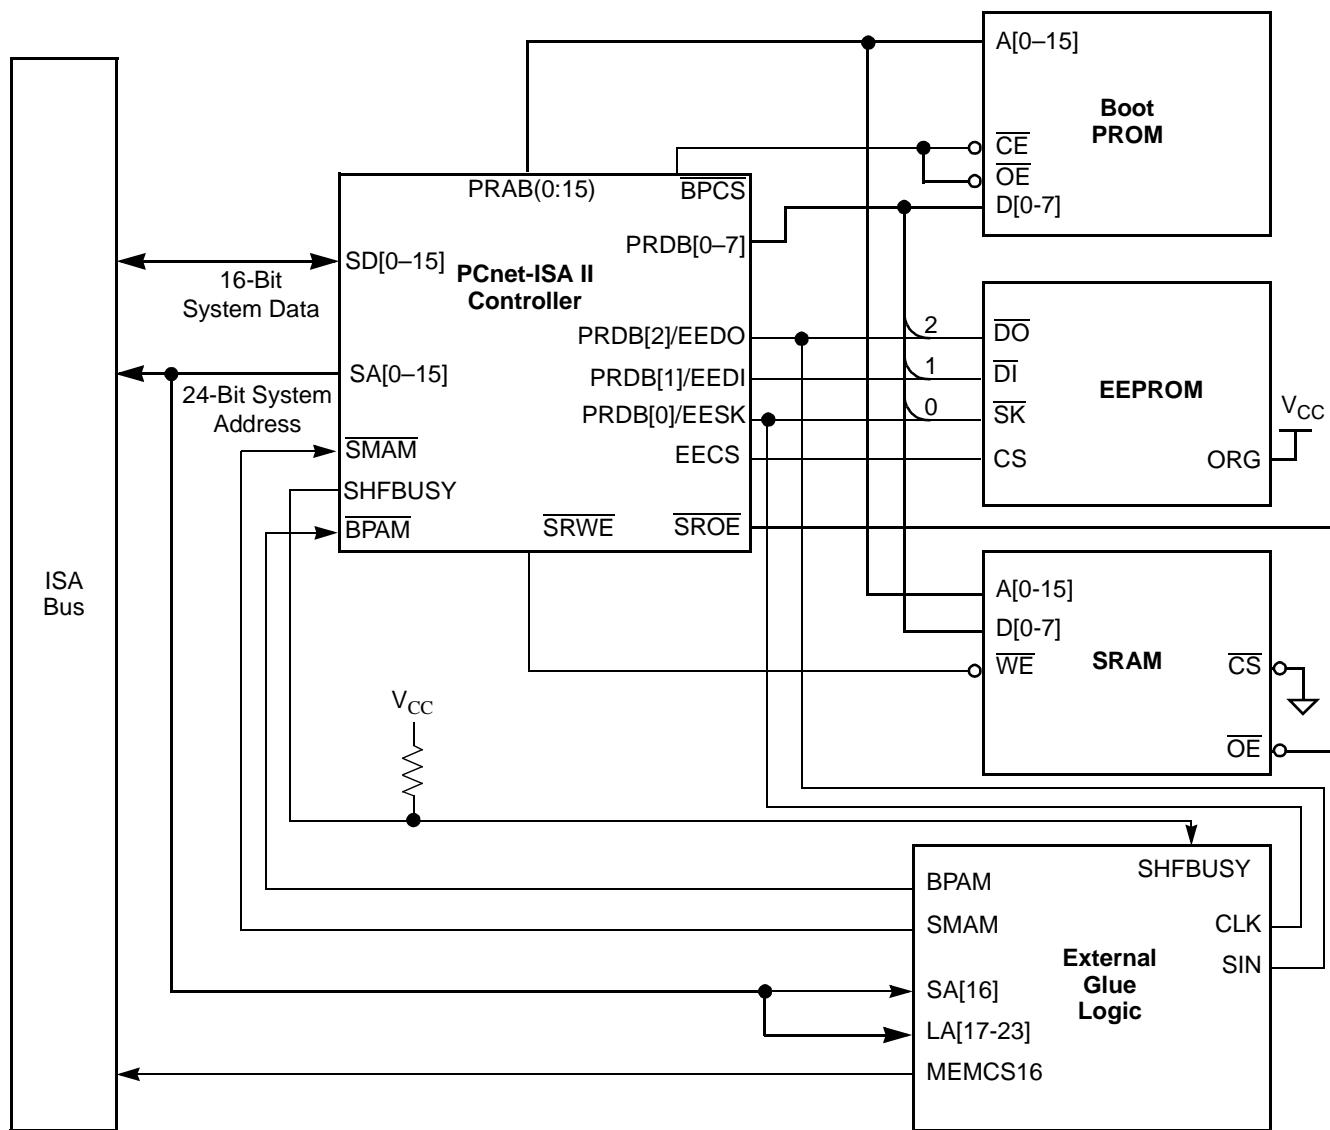 A[0–15]
Boot
PROM
CE
OE
D[0-7]
PRAB(0:15)
BPCS
PRDB[0–7]
SD[0–15]
PCnet-ISA II
Controller
16-Bit
System Data
PRDB[2]/EEDO
2
DO
SA[0–15]
PRDB[1]/EEDI
1
DI
EEPROM
24-Bit System
Address
PRDB[0]/EESK
0
SK
VCC
SMAM
EECS
CS
ORG
SHFBUSY
BPAM
SRWE
SROE
ISA
Bus
A[0-15]
D[0-7]
WE
SRAM
CS
OE
VCC
SHFBUSY
BPAM
SMAM
CLK
External
Glue
Logic
SIN
SA[16]
LA[17-23]
MEMCS16